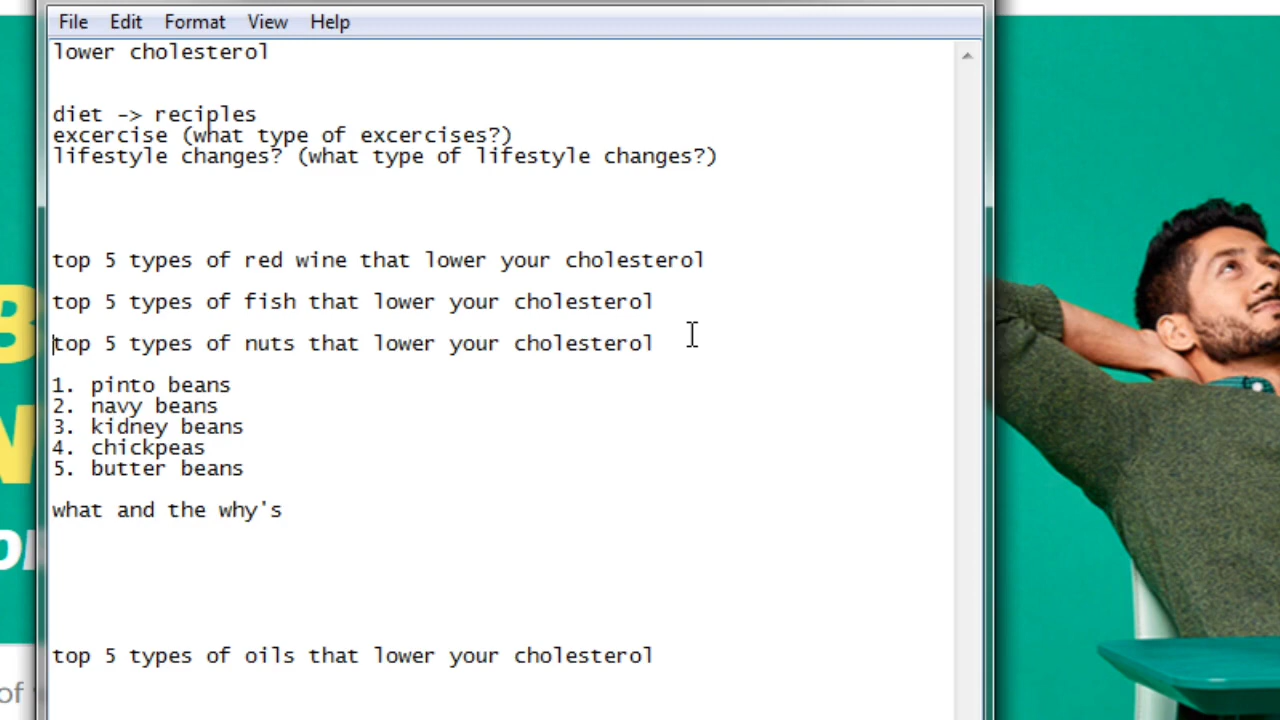 File Edit Format View Help
lower cholesterol
diet -> reciples
excercise (what type of excercises?)
lifestyle changes? (what type of lifestyle changes?)
top 5 types of red wine that lower your cholesterol
top 5 types of fish that lower your cholesterol
top 5 types of nuts that lower your cholesterol
1. pinto beans
2. navy beans
3. kidney beans
4. chickpeas
5. butter beans
what and the why's
top 5 types of oils that lower your cholesterol
of